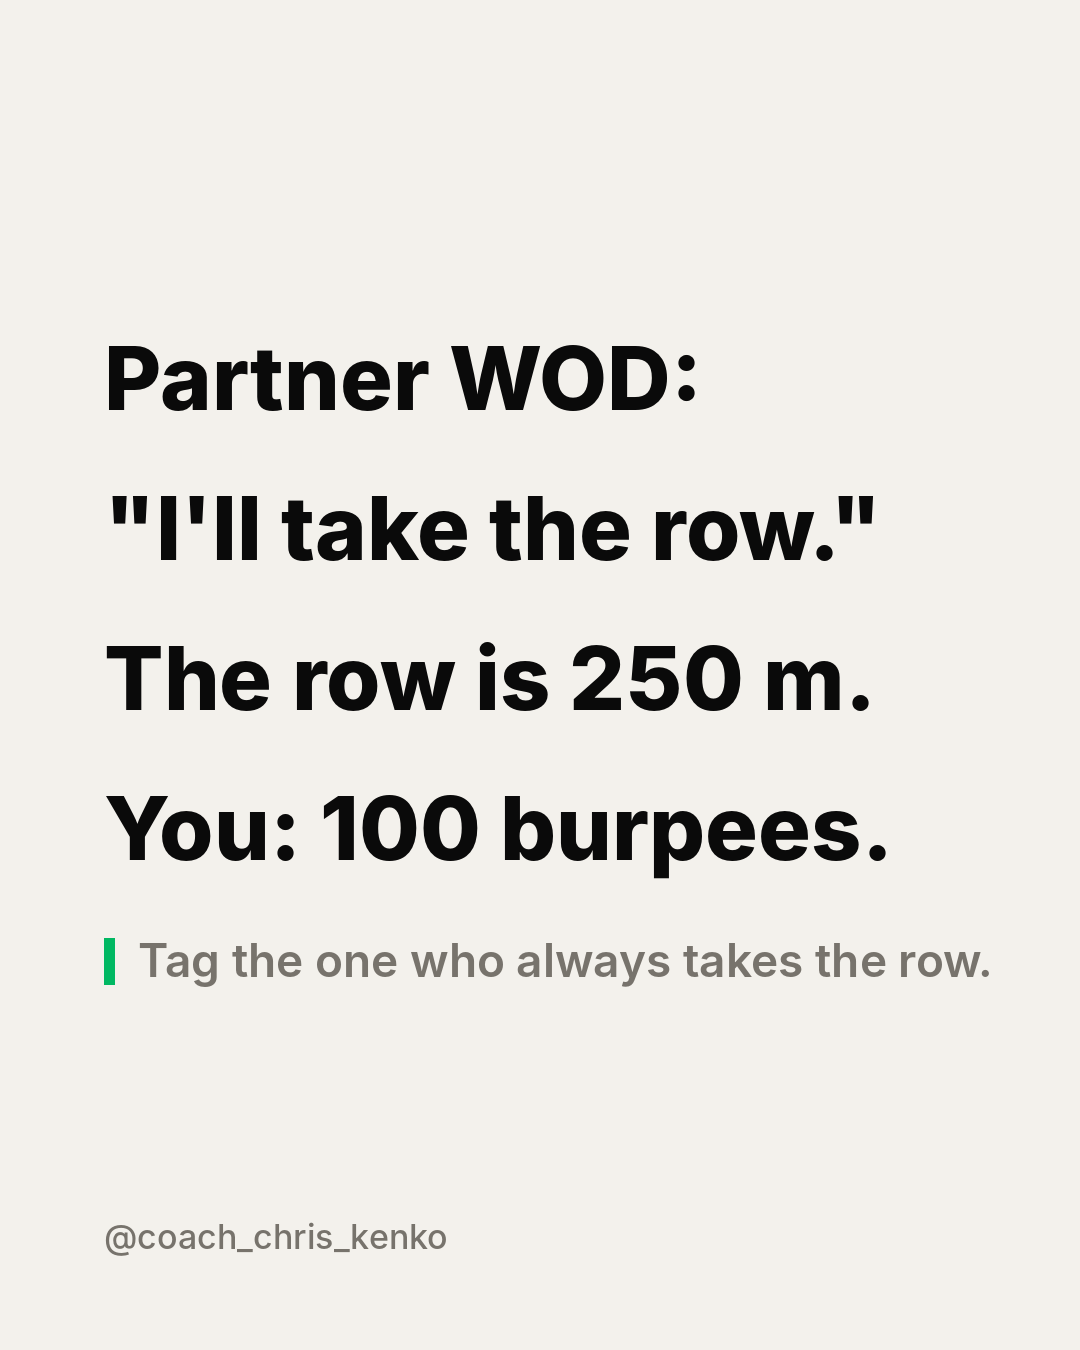 Partner WOD:
"I'll take the row."
The row is 250 m.
You: 100 burpees.
Tag the one who always takes the row.
@coach_chris_kenko